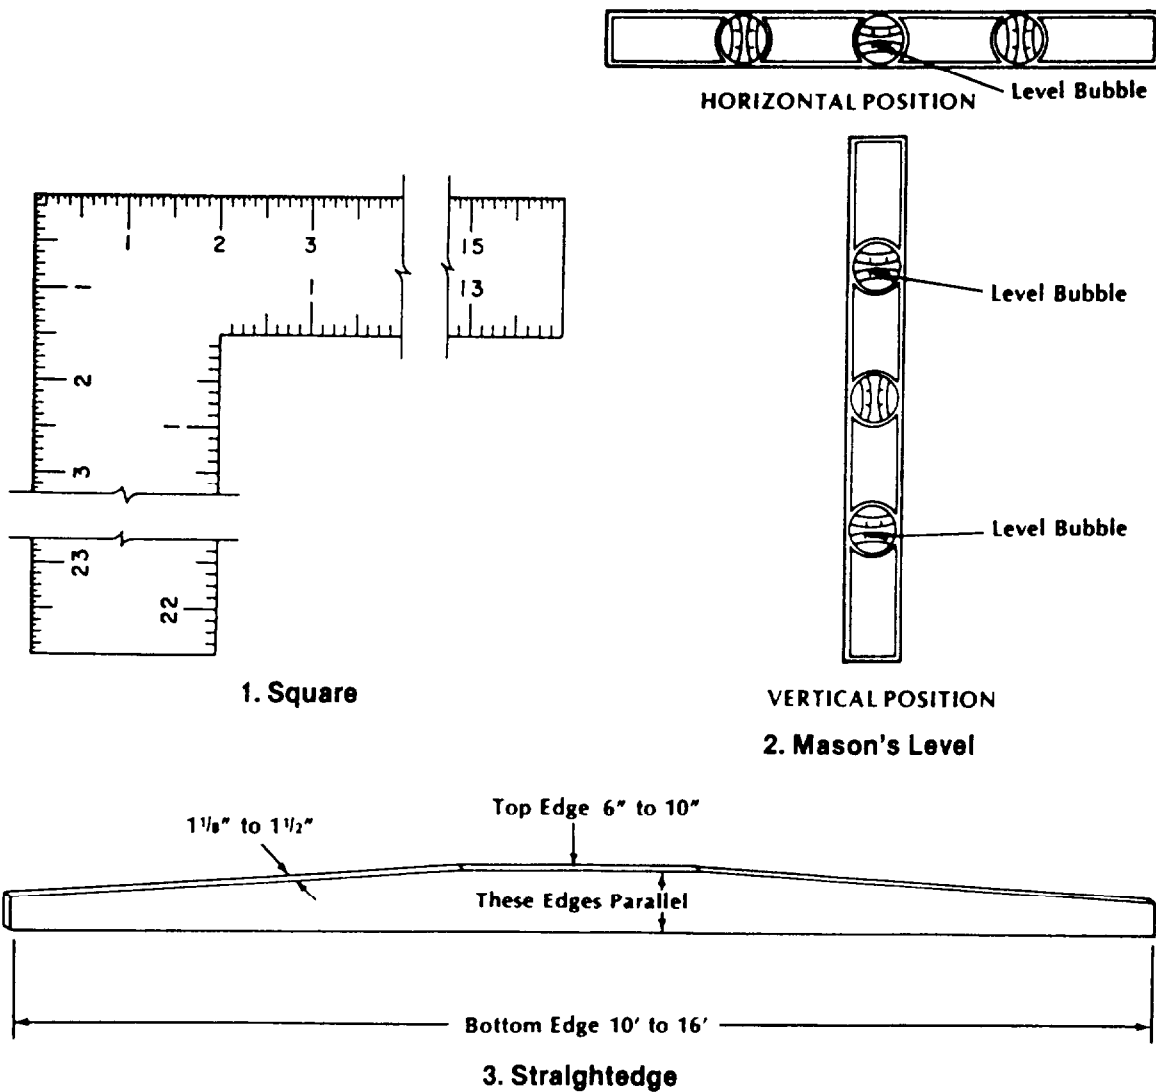 HORIZONTAL POSITION
Level Bubble
1 2 3 15
1 13
1
2
1
3
23
22
Level Bubble
Level Bubble
1. Square
VERTICAL POSITION
2. Mason's Level
Top Edge 6" to 10"
1 1/8" to 1 1/2"
These Edges Parallel
Bottom Edge 10' to 16'
3. Straightedge